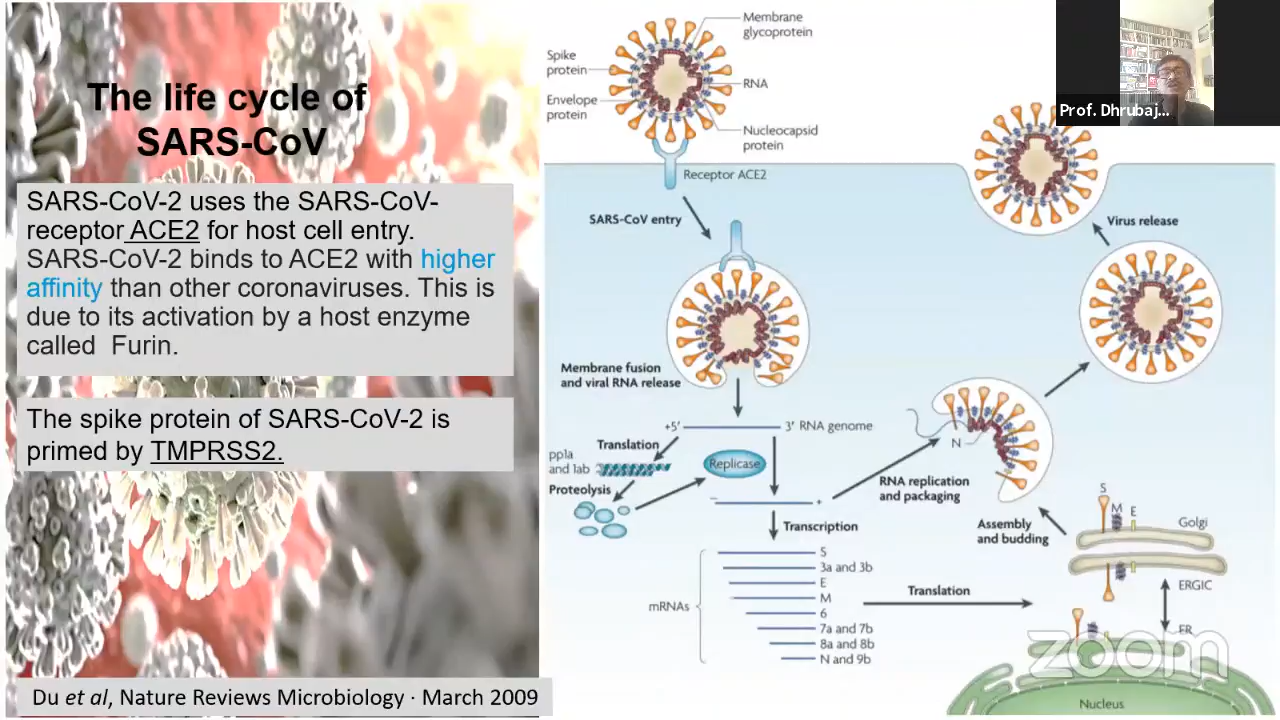 The life cycle of
SARS-CoV
SARS-CoV-2 uses the SARS-CoV-
receptor ACE2 for host cell entry.
SARS-CoV-2 binds to ACE2 with higher
affinity than other coronaviruses. This is
due to its activation by a host enzyme
called Furin.
The spike protein of SARS-CoV-2 is
primed by TMPRSS2.
Du et al, Nature Reviews Microbiology · March 2009
Membrane
glycoprotein
Spike
protein
RNA
Envelope
protein
Nucleocapsid
protein
Receptor ACE2
SARS-CoV entry
Membrane fusion
and viral RNA release
+5′
3′ RNA genome
Translation
ppla
and lab
Replicase
Proteolysis
−
+
Transcription
mRNAs
S
3a and 3b
E
M
6
7a and 7b
8a and 8b
N and 9b
Translation
RNA replication
and packaging
N
Assembly
and budding
S
M
E
Golgi
ERGIC
ER
Nucleus
Virus release
Prof. Dhrubaj...
zoom